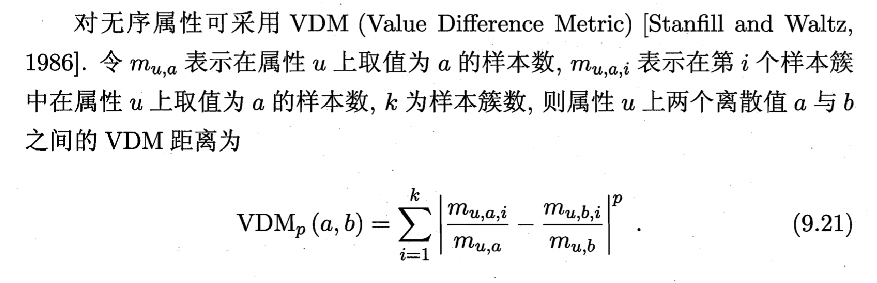 对无序属性可采用 VDM (Value Difference Metric) [Stanfill and Waltz,
1986]. 令 m_{u,a} 表示在属性 u 上取值为 a 的样本数, m_{u,a,i} 表示在第 i 个样本簇
中在属性 u 上取值为 a 的样本数, k 为样本簇数, 则属性 u 上两个离散值 a 与 b
之间的 VDM 距离为
VDM_p (a, b) = \sum_{i=1}^{k} \left| \frac{m_{u,a,i}}{m_{u,a}} - \frac{m_{u,b,i}}{m_{u,b}} \right|^p . (9.21)